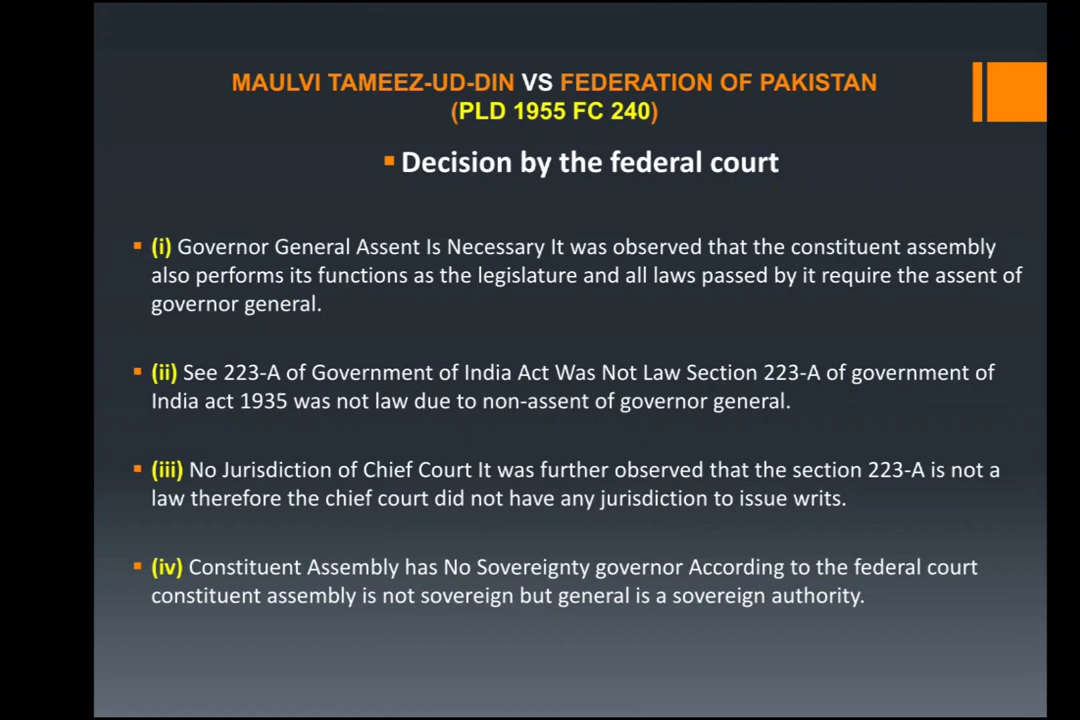 MAULVI TAMEEZ-UD-DIN VS FEDERATION OF PAKISTAN
(PLD 1955 FC 240)
Decision by the federal court
(i) Governor General Assent Is Necessary It was observed that the constituent assembly
also performs its functions as the legislature and all laws passed by it require the assent of
governor general.
(ii) See 223-A of Government of India Act Was Not Law Section 223-A of government of
India act 1935 was not law due to non-assent of governor general.
(iii) No Jurisdiction of Chief Court It was further observed that the section 223-A is not a
law therefore the chief court did not have any jurisdiction to issue writs.
(iv) Constituent Assembly has No Sovereignty governor According to the federal court
constituent assembly is not sovereign but general is a sovereign authority.